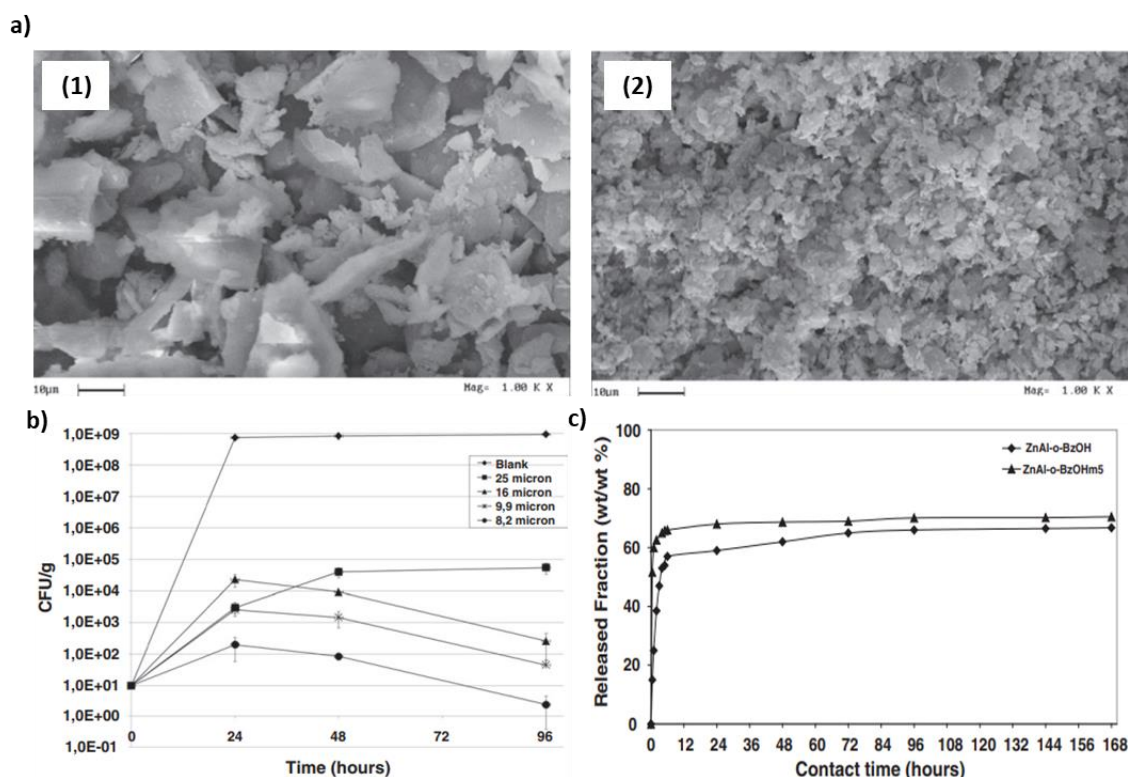 a)
(1)
(2)
10µm
Mag= 1.00 K X
10µm
Mag= 1.00 K X
b)
1,0E+09
1,0E+08
1,0E+07
1,0E+06
1,0E+05
1,0E+04
1,0E+03
1,0E+02
1,0E+01
1,0E+00
1,0E-01
CFU/g
Blank
25 micron
16 micron
9,9 micron
8,2 micron
0 24 48 72 96
Time (hours)
c)
100
80
60
40
20
0
Released Fraction (wt/wt %)
ZnAl-o-BzOH
ZnAl-o-BzOHm5
0 12 24 36 48 60 72 84 96 108 120 132 144 156 168
Contact time (hours)